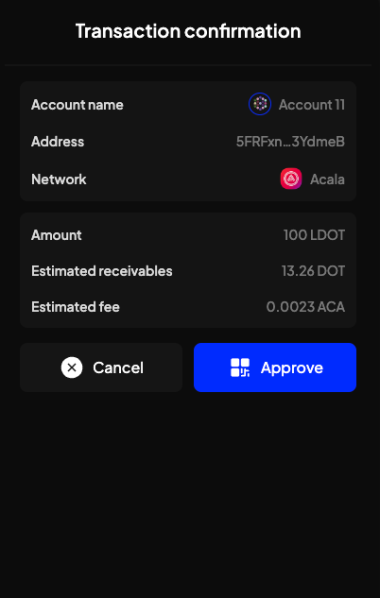 Transaction confirmation
Account name Account 11
Address 5FRFxn...3YdmeB
Network Acala
Amount 100 LDOT
Estimated receivables 13.26 DOT
Estimated fee 0.0023 ACA
Cancel Approve